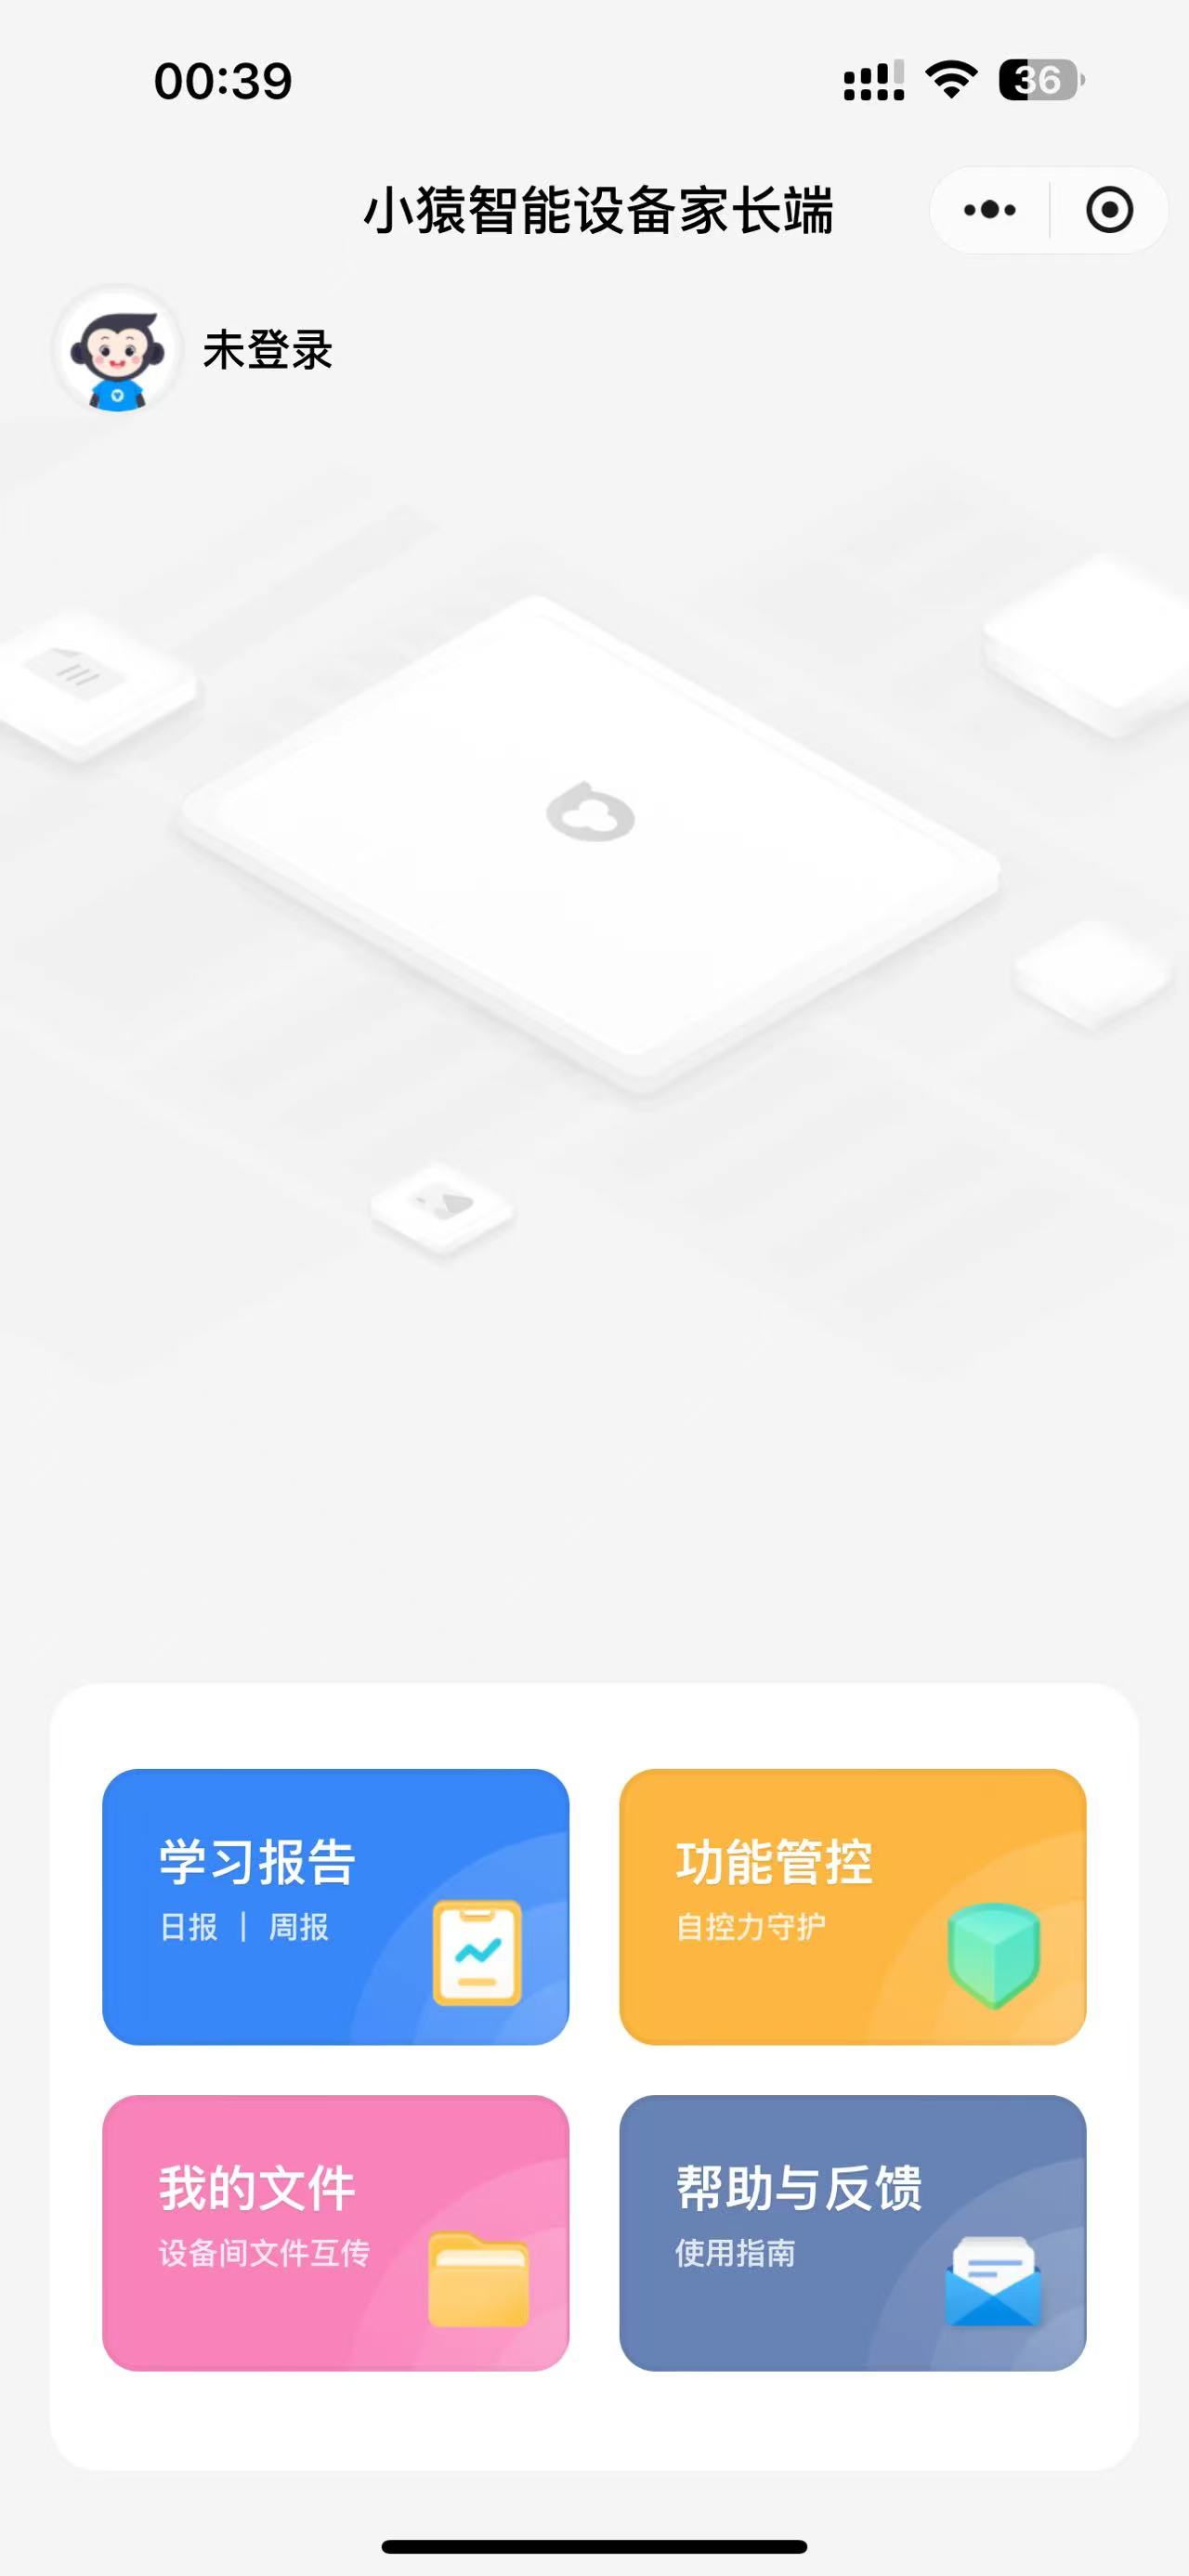 00:39
36
小猿智能设备家长端
未登录
学习报告
日报 | 周报
功能管控
自控力守护
我的文件
设备间文件互传
帮助与反馈
使用指南